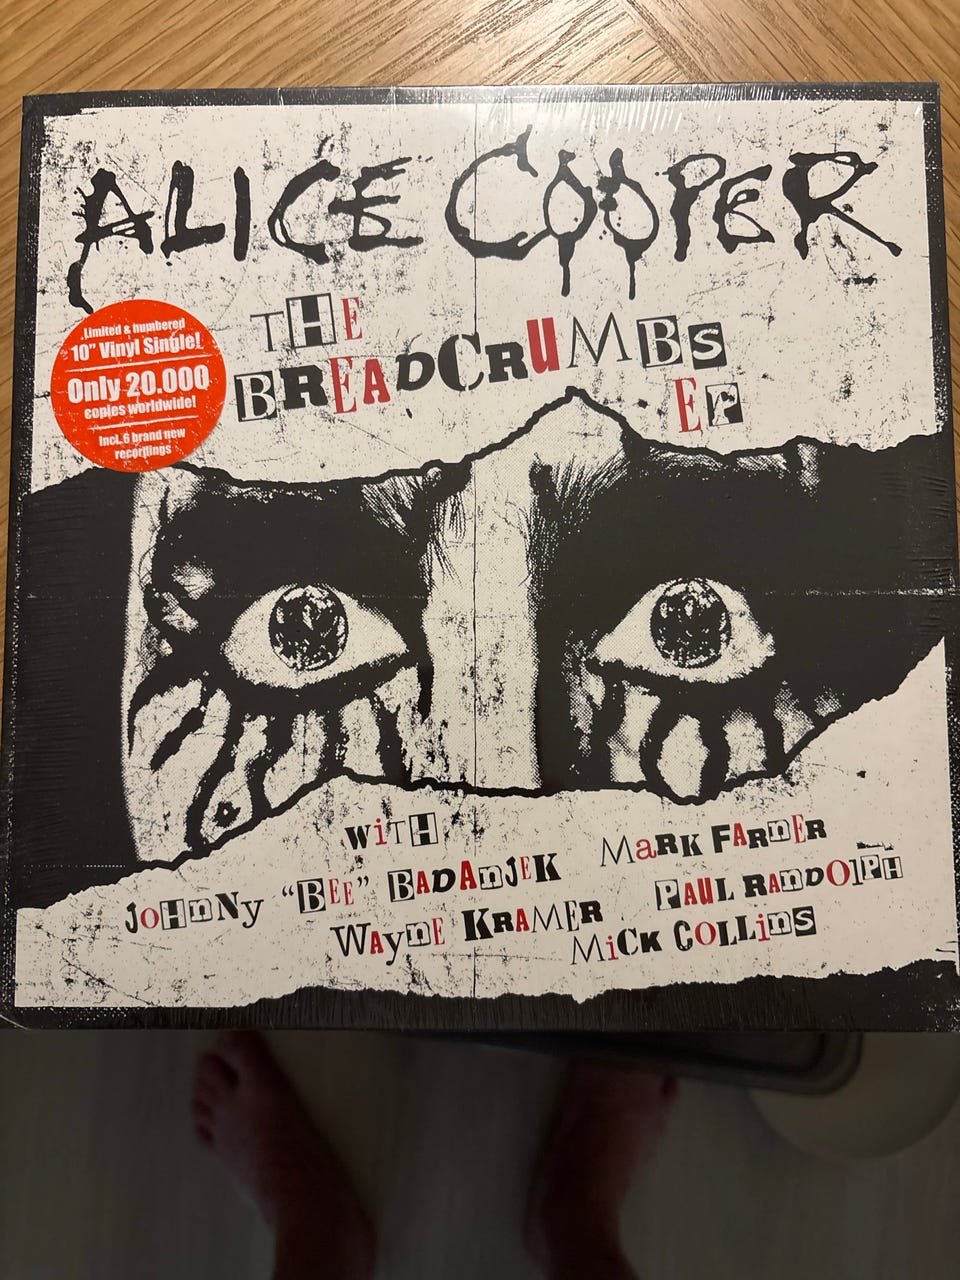 ALICE COOPER
THE
BREADCRUMBS
EP
Limited & numbered
10" Vinyl Single!
Only 20.000
copies worldwide!
Incl. 6 brand new
recordings
WiTH
JoHnNy “BEE” BADAnJEK
MarK FARnER
WaynE KRAMER
PAUL RAnDOlPH
MiCK COLLinS